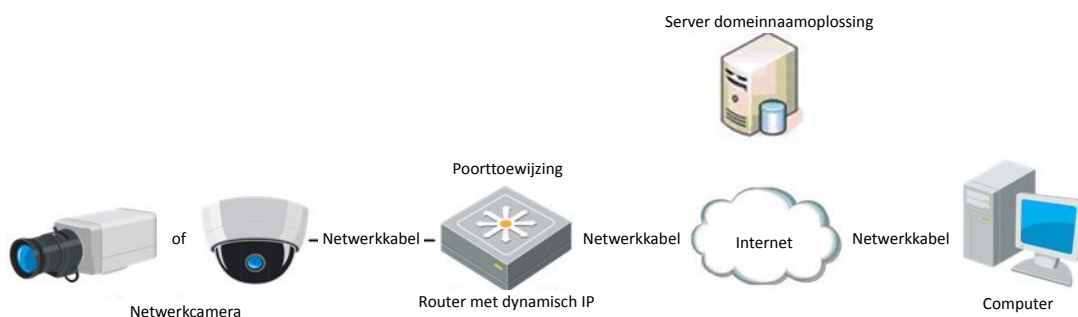 Server domeinnaamoplossing
Poorttoewijzing
of
Netwerkkabel
Netwerkkabel
Internet
Netwerkkabel
Netwerkcamera
Router met dynamisch IP
Computer